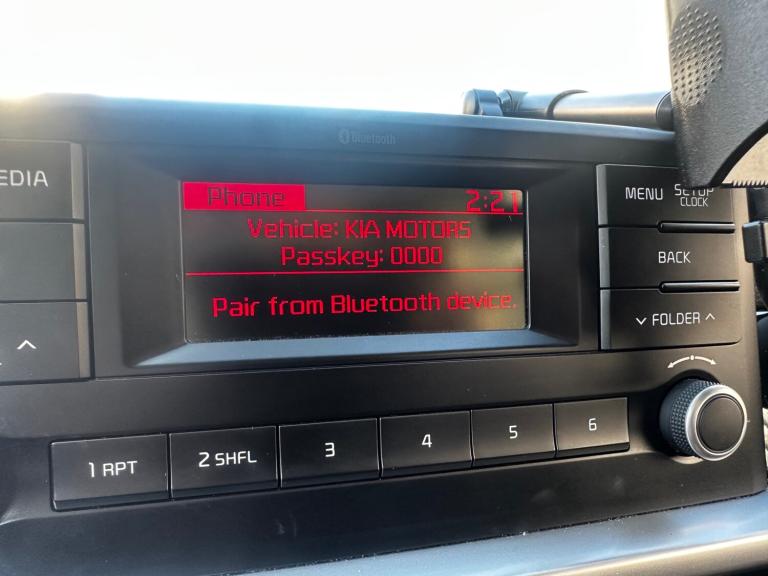 Bluetooth
EDIA
Phone 2:21
Vehicle: KIA MOTORS
Passkey: 0000
Pair from Bluetooth device.
MENU SETUP
CLOCK
BACK
FOLDER
1 RPT 2 SHFL 3 4 5 6